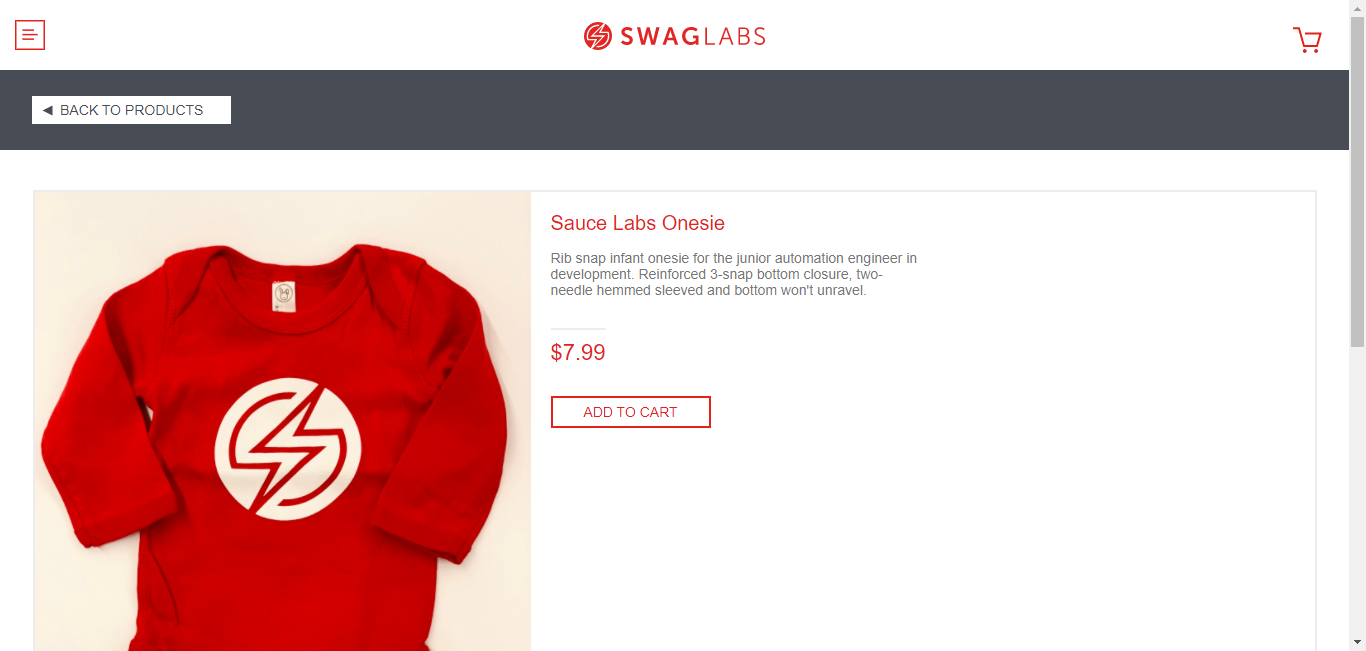 SWAGLABS
◄ BACK TO PRODUCTS
Sauce Labs Onesie
Rib snap infant onesie for the junior automation engineer in
development. Reinforced 3-snap bottom closure, two-
needle hemmed sleeved and bottom won't unravel.
$7.99
ADD TO CART